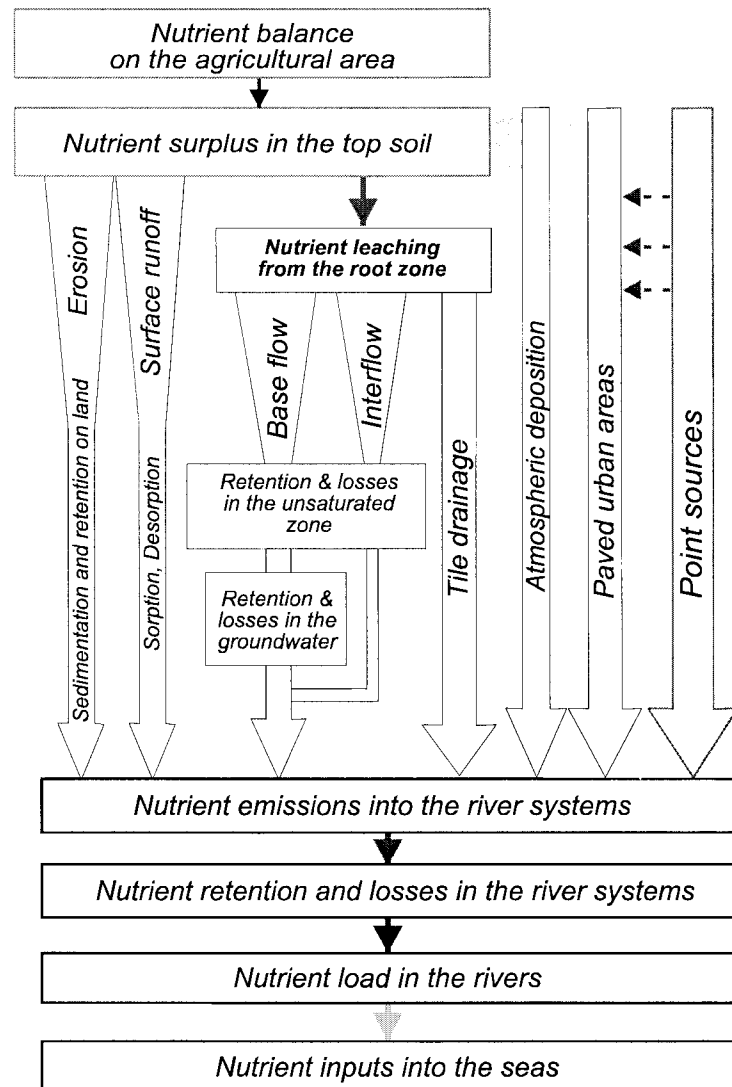 Nutrient balance
on the agricultural area
Nutrient surplus in the top soil
Erosion
Sedimentation and retention on land
Surface runoff
Sorption, Desorption
Nutrient leaching
from the root zone
Base flow
Interflow
Retention & losses
in the unsaturated
zone
Retention &
losses in the
groundwater
Tile drainage
Atmospheric deposition
Paved urban areas
Point sources
Nutrient emissions into the river systems
Nutrient retention and losses in the river systems
Nutrient load in the rivers
Nutrient inputs into the seas